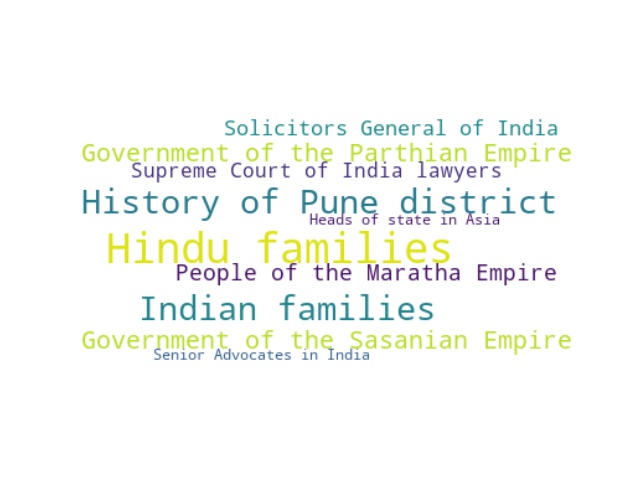 Solicitors General of India
Government of the Parthian Empire
Supreme Court of India lawyers
History of Pune district
Heads of state in Asia
Hindu families
People of the Maratha Empire
Indian families
Government of the Sasanian Empire
Senior Advocates in India